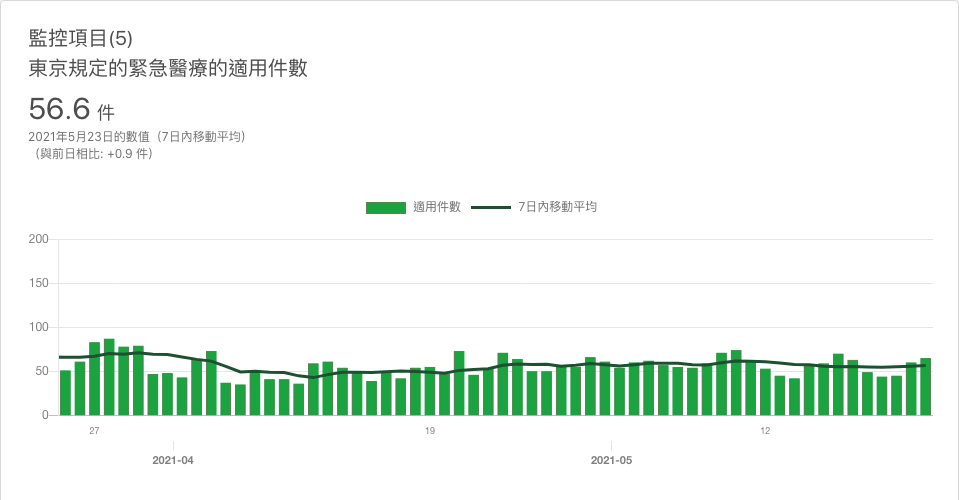 監控項目(5)
東京規定的緊急醫療的適用件數
56.6 件
2021年5月23日的數值（7日內移動平均）
（與前日相比: +0.9 件）
適用件數 7日內移動平均
200
150
100
50
0
27 19 12
2021-04 2021-05